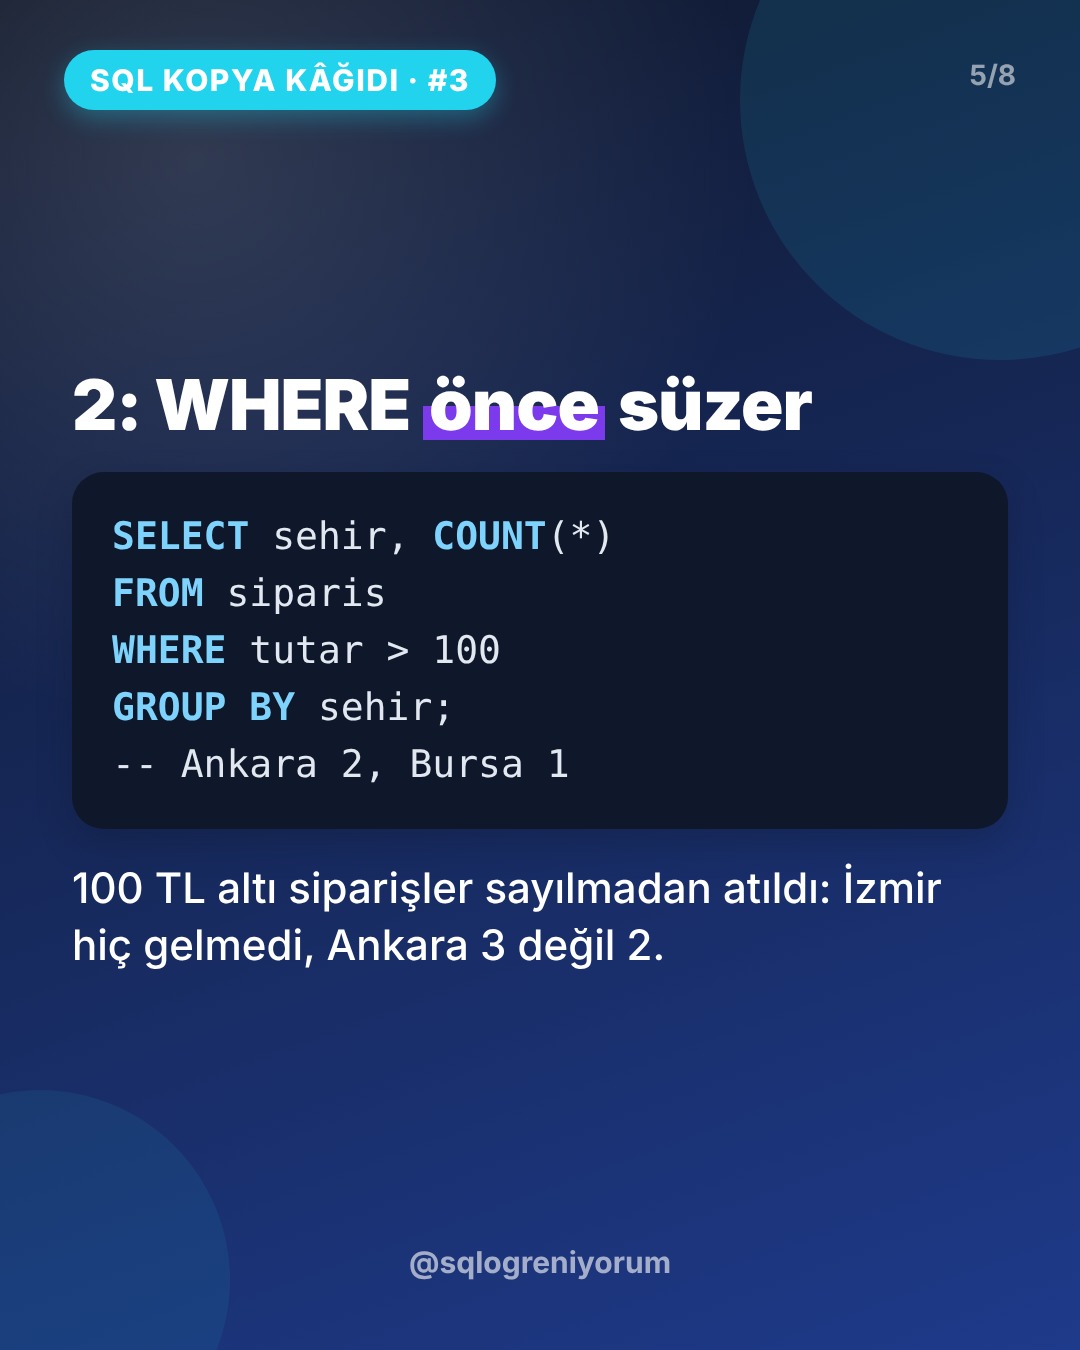 SQL KOPYA KÂĞIDI · #3
5/8
2: WHERE önce süzer
SELECT sehir, COUNT(*)
FROM siparis
WHERE tutar > 100
GROUP BY sehir;
-- Ankara 2, Bursa 1
100 TL altı siparişler sayılmadan atıldı: İzmir
hiç gelmedi, Ankara 3 değil 2.
@sqlogreniyorum